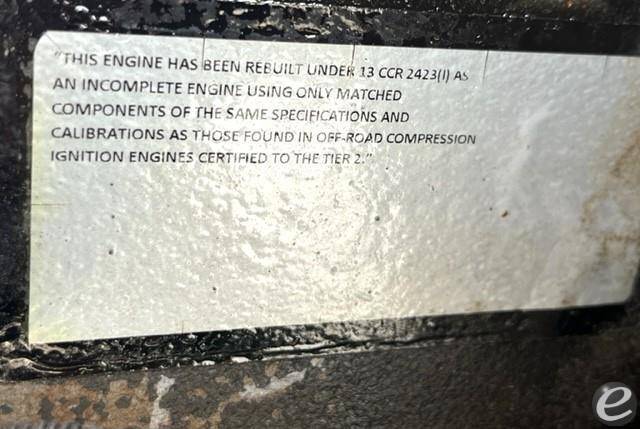 "THIS ENGINE HAS BEEN REBUILT UNDER 13 CCR 2423(l) AS
AN INCOMPLETE ENGINE USING ONLY MATCHED
COMPONENTS OF THE SAME SPECIFICATIONS AND
CALIBRATIONS AS THOSE FOUND IN OFF-ROAD COMPRESSION
IGNITION ENGINES CERTIFIED TO THE TIER 2."
e